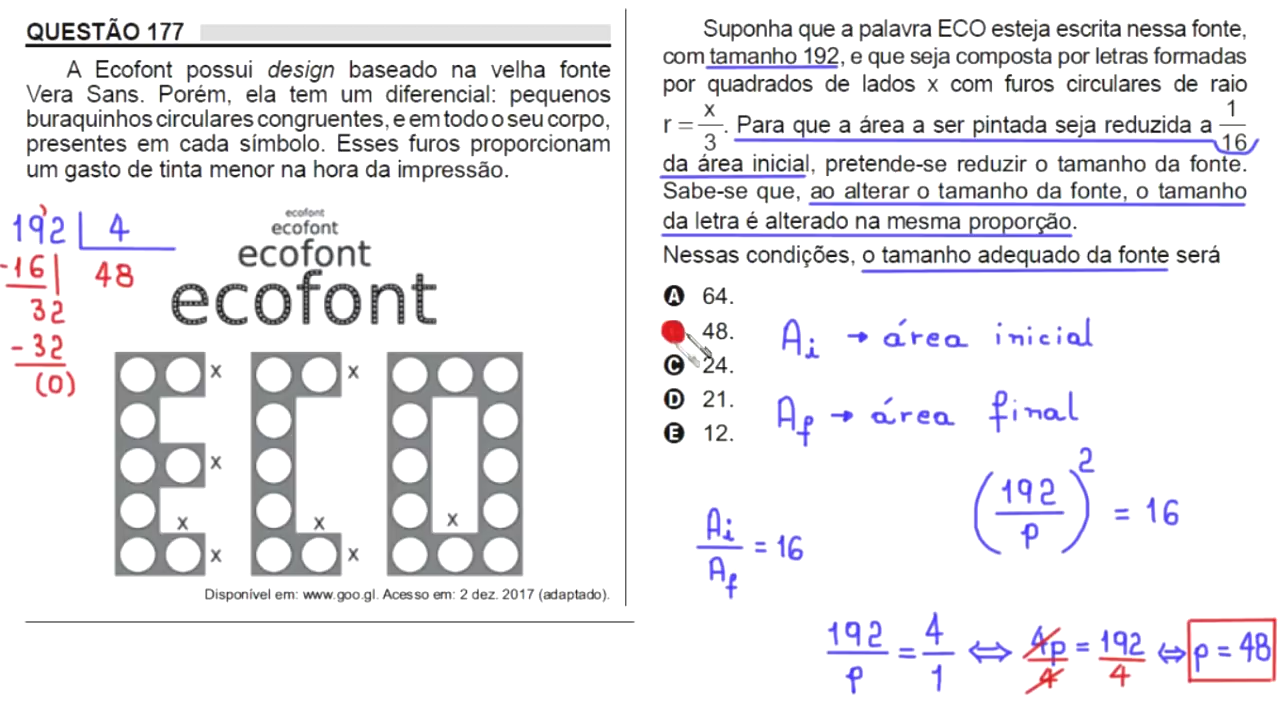 QUESTÃO 177
A Ecofont possui design baseado na velha fonte
Vera Sans. Porém, ela tem um diferencial: pequenos
buraquinhos circulares congruentes, e em todo o seu corpo,
presentes em cada símbolo. Esses furos proporcionam
um gasto de tinta menor na hora da impressão.
192 | 4
-16| 48
32
- 32
(0)
ecofont
ecofont
ecofont
ecofont
ECO
x x
x
x x x
x x
Disponível em: www.goo.gl. Acesso em: 2 dez. 2017 (adaptado).
Suponha que a palavra ECO esteja escrita nessa fonte,
com tamanho 192, e que seja composta por letras formadas
por quadrados de lados x com furos circulares de raio
r = x/3. Para que a área a ser pintada seja reduzida a 1/16
da área inicial, pretende-se reduzir o tamanho da fonte.
Sabe-se que, ao alterar o tamanho da fonte, o tamanho
da letra é alterado na mesma proporção.
Nessas condições, o tamanho adequado da fonte será
A 64.
48.
C 24.
D 21.
E 12.
Ai → área inicial
Af → área final
Ai/Af = 16
(192/p)² = 16
192/p = 4/1 ⇔ 4p/4 = 192/4 ⇔ p = 48